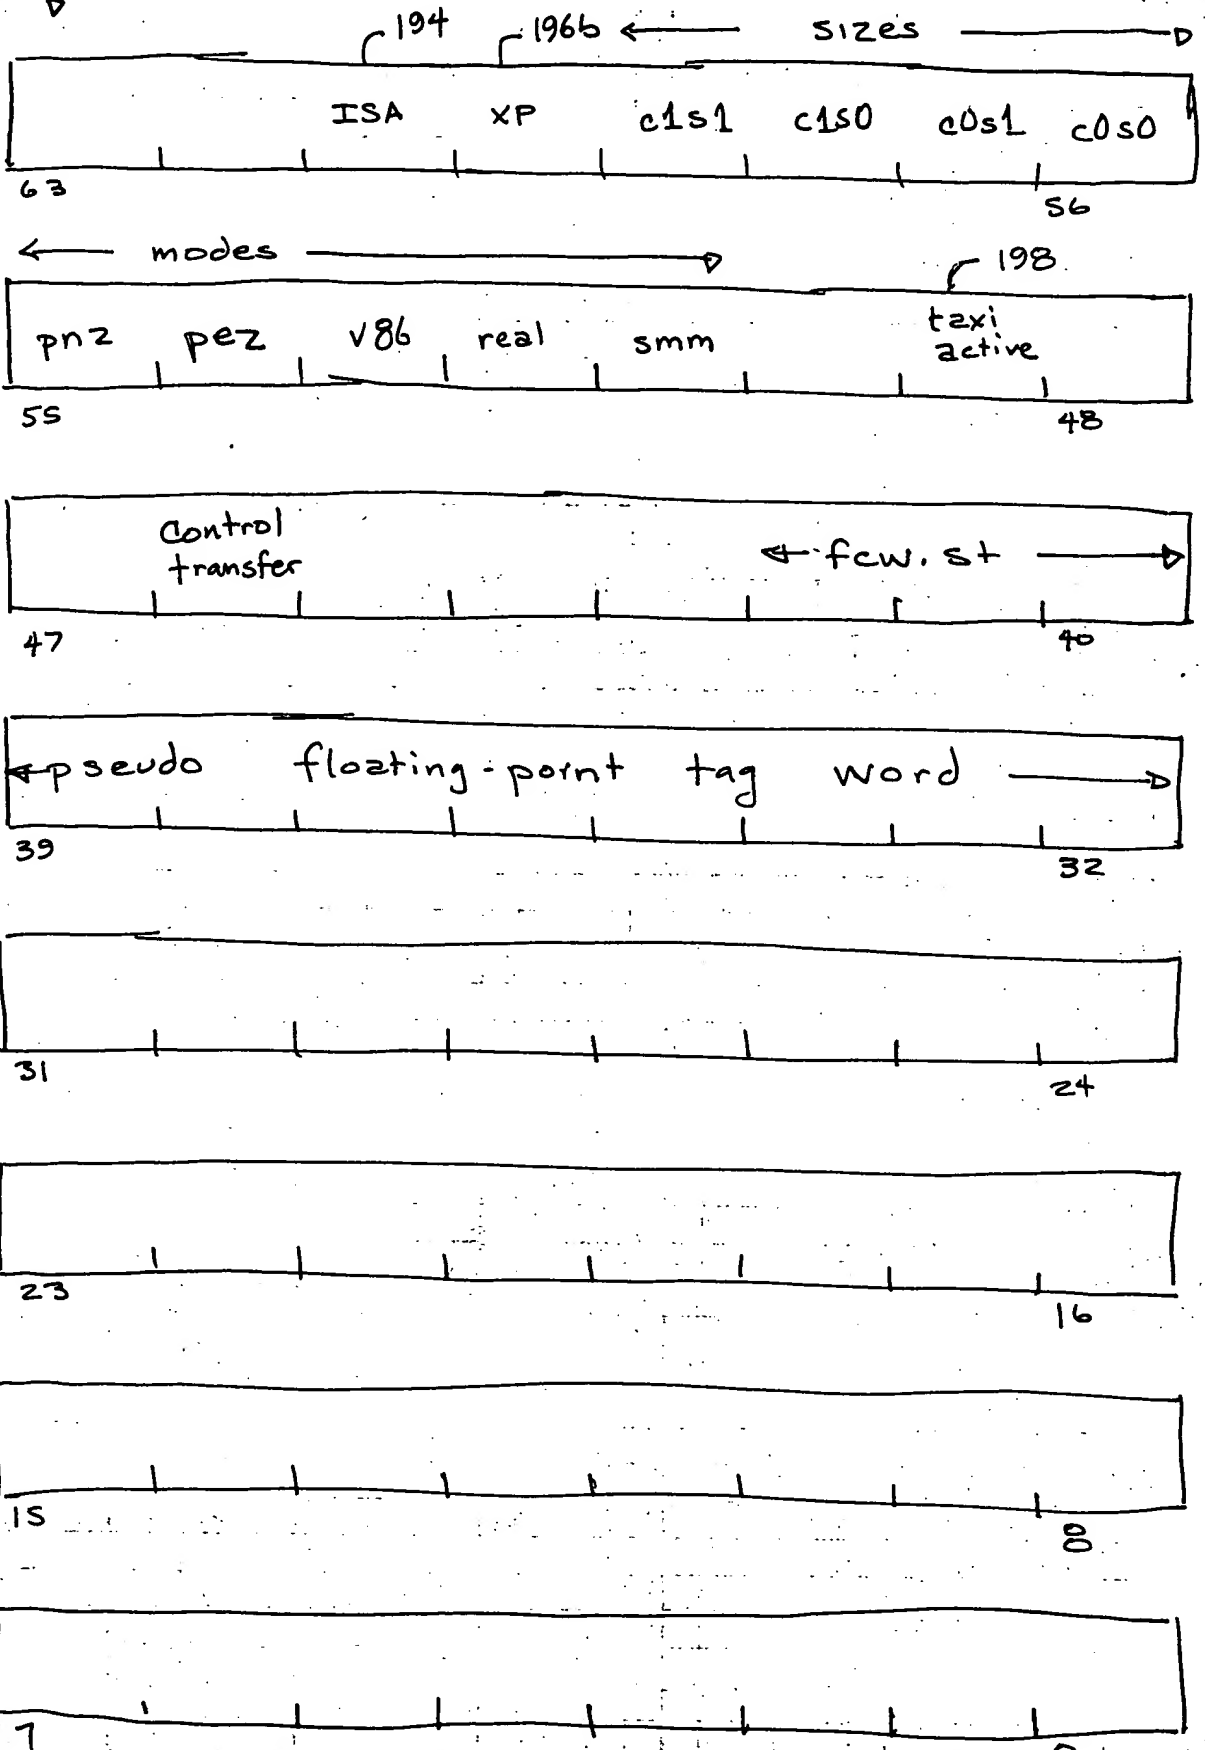 194 196b sizes
ISA XP c1s1 c1s0 c0s1 c0s0
63 56
modes 198
pnz pez v86 real smm taxi active
55 48
control transfer fcw.st
47 40
pseudo floating-point tag word
39 32
31 24
23 16
15 8
7